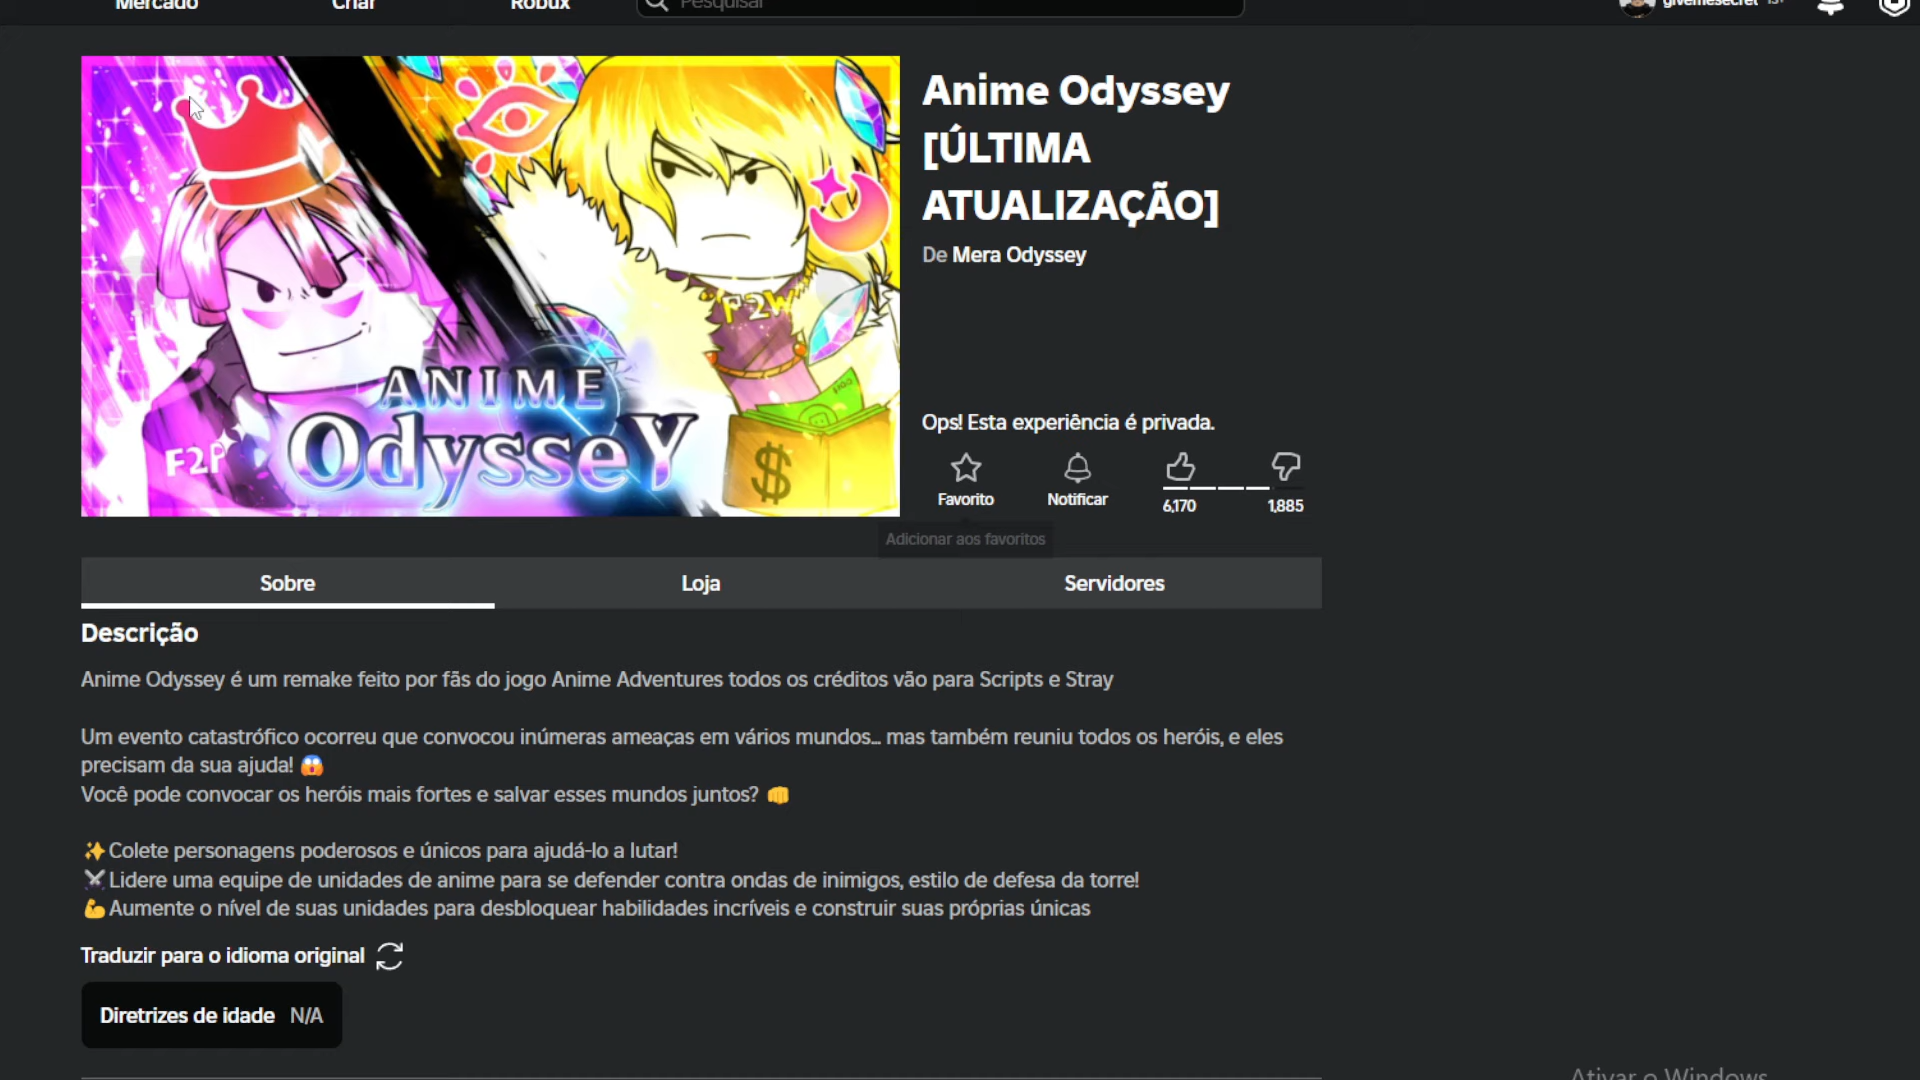 Mercado
Criar
Robux
Pesquisar
givemesecret 13+
Anime Odyssey
[ÚLTIMA
ATUALIZAÇÃO]
De Mera Odyssey
F2W
$100
ANIME
OdysseY
F2P
$
Ops! Esta experiência é privada.
Favorito
Notificar
6,170
1,885
Adicionar aos favoritos
Sobre
Loja
Servidores
Descrição
Anime Odyssey é um remake feito por fãs do jogo Anime Adventures todos os créditos vão para Scripts e Stray
Um evento catastrófico ocorreu que convocou inúmeras ameaças em vários mundos... mas também reuniu todos os heróis, e eles
precisam da sua ajuda! 😱
Você pode convocar os heróis mais fortes e salvar esses mundos juntos? 👊
✨Colete personagens poderosos e únicos para ajudá-lo a lutar!
⚔️Lidere uma equipe de unidades de anime para se defender contra ondas de inimigos, estilo de defesa da torre!
💪Aumente o nível de suas unidades para desbloquear habilidades incríveis e construir suas próprias únicas
Traduzir para o idioma original
Diretrizes de idade N/A
Ativar o Windows